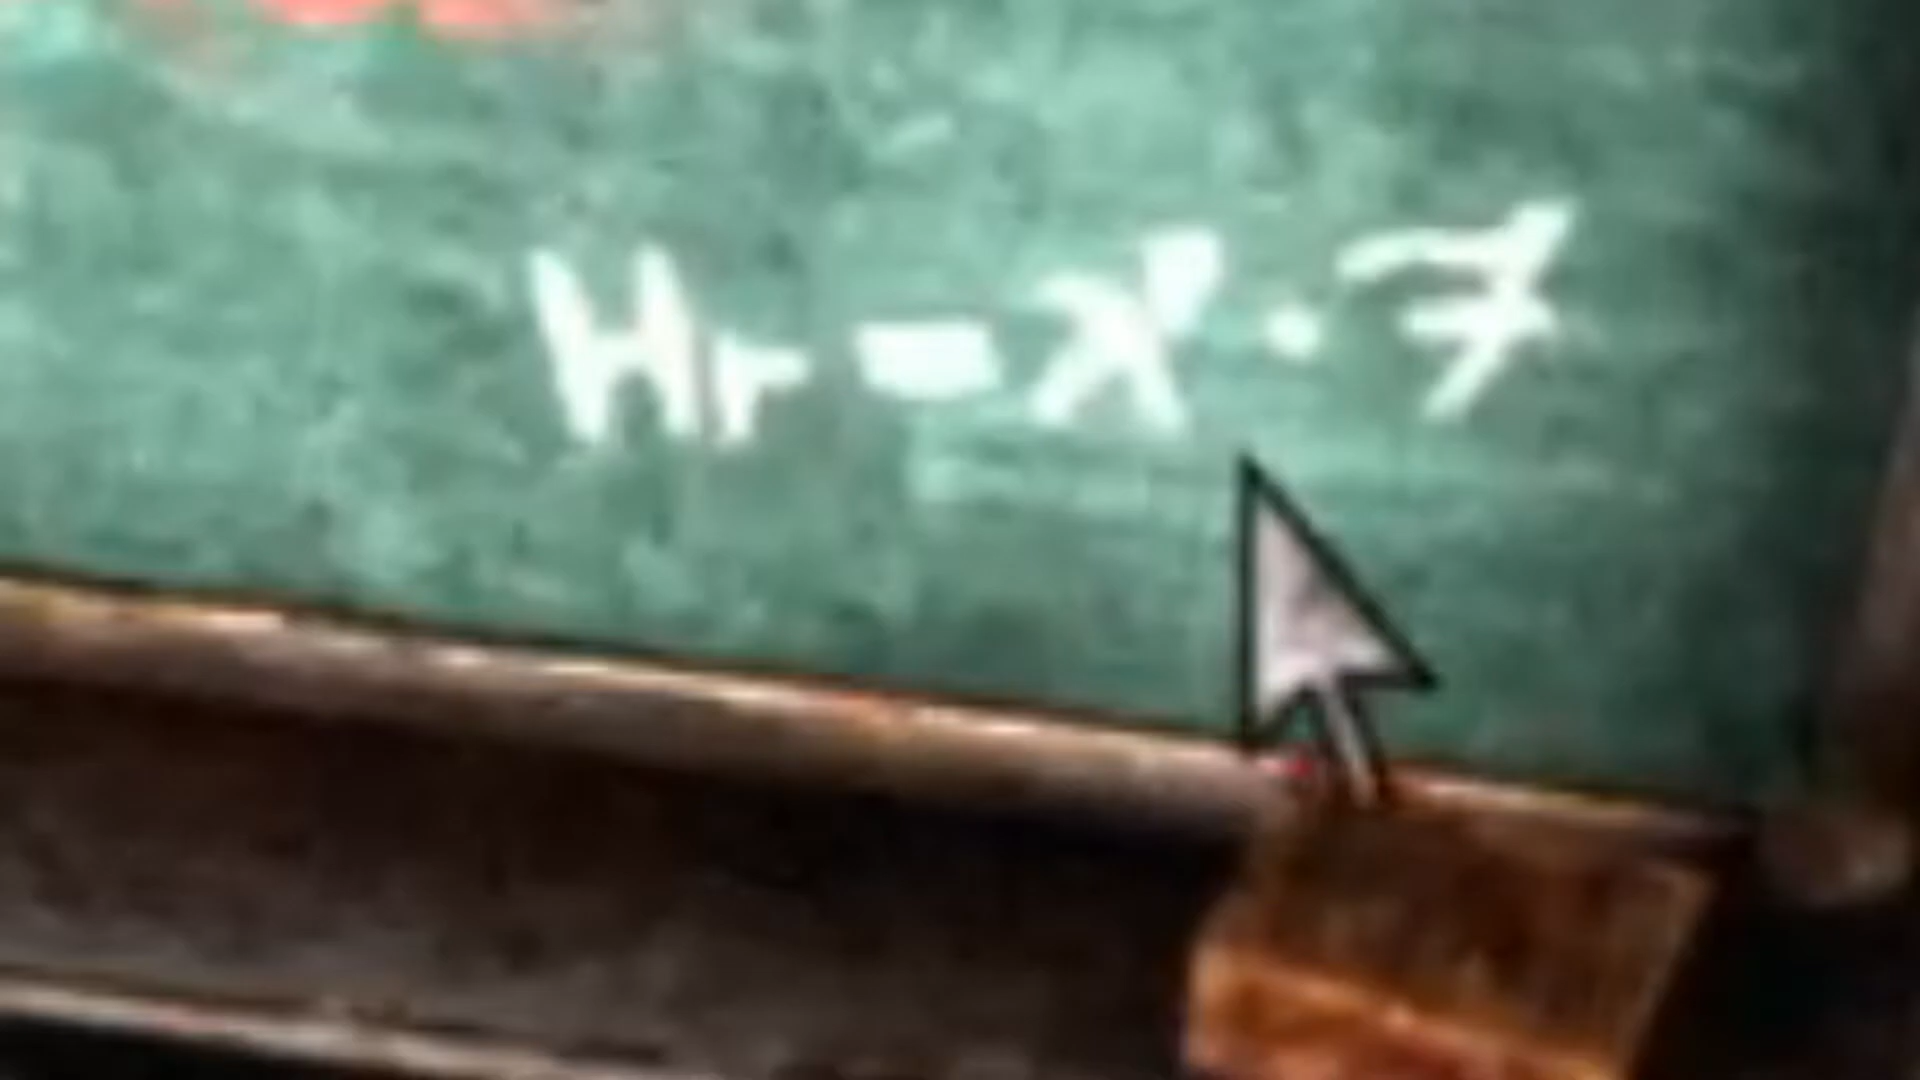 Hr = X · 7